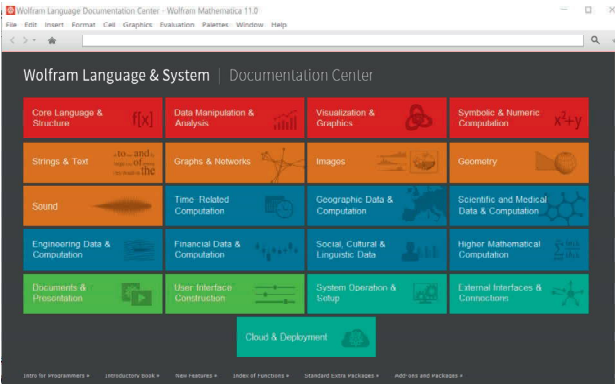 Wolfram Language Documentation Center - Wolfram Mathematica 11.0
File Edit Insert Format Cell Graphics Evaluation Palettes Window Help
Wolfram Language & System | Documentation Center
Core Language &
Structure
f[x]
Data Manipulation &
Analysis
Visualization &
Graphics
Symbolic & Numeric
Computation
x²+y
Strings & Text
Graphs & Networks
Images
Geometry
Sound
Time-Related
Computation
Geographic Data &
Computation
Scientific and Medical
Data & Computation
Engineering Data &
Computation
Financial Data &
Computation
Social, Cultural &
Linguistic Data
Higher Mathematical
Computation
Documents &
Presentation
User Interface
Construction
System Operation &
Setup
External Interfaces &
Connections
Cloud & Deployment
Intro for Programmers » Introductory Book » New Features » Index of Functions » Standard Extra Packages » Add-ons and Packages »